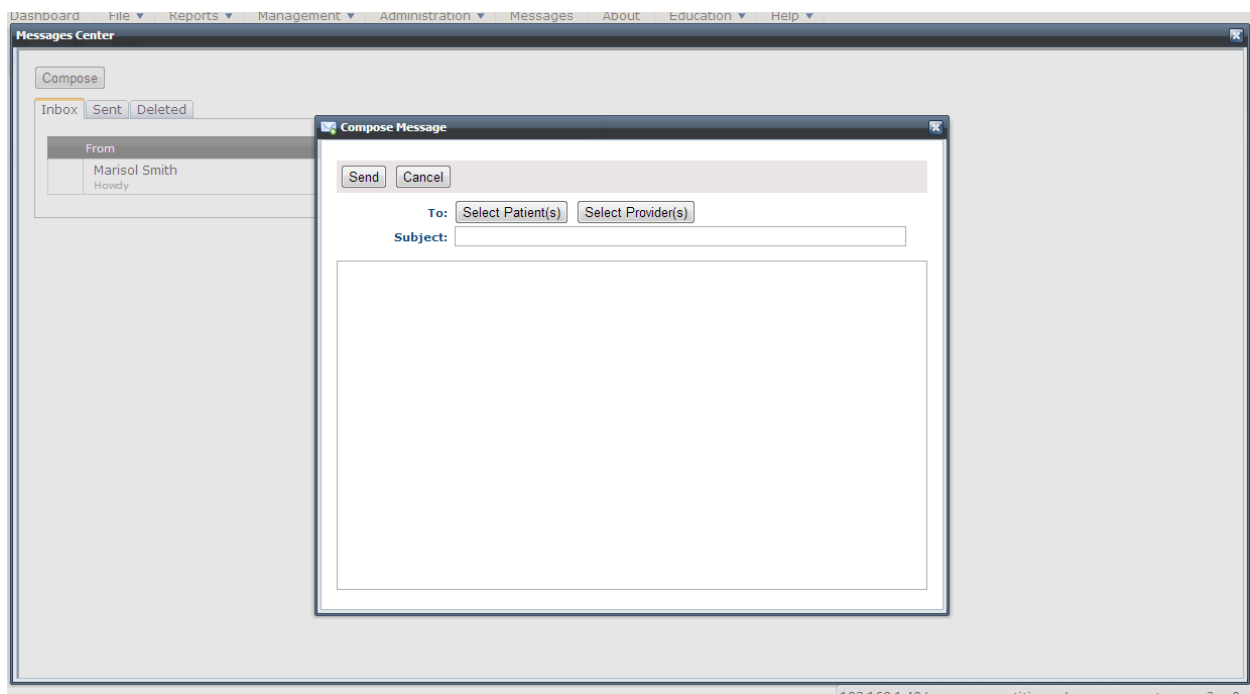 Dashboard File ▼ Reports ▼ Management ▼ Administration ▼ Messages About Education ▼ Help ▼
Messages Center
Compose
Inbox Sent Deleted
From
Marisol Smith
Howdy
Compose Message
Send Cancel
To: Select Patient(s) Select Provider(s)
Subject: